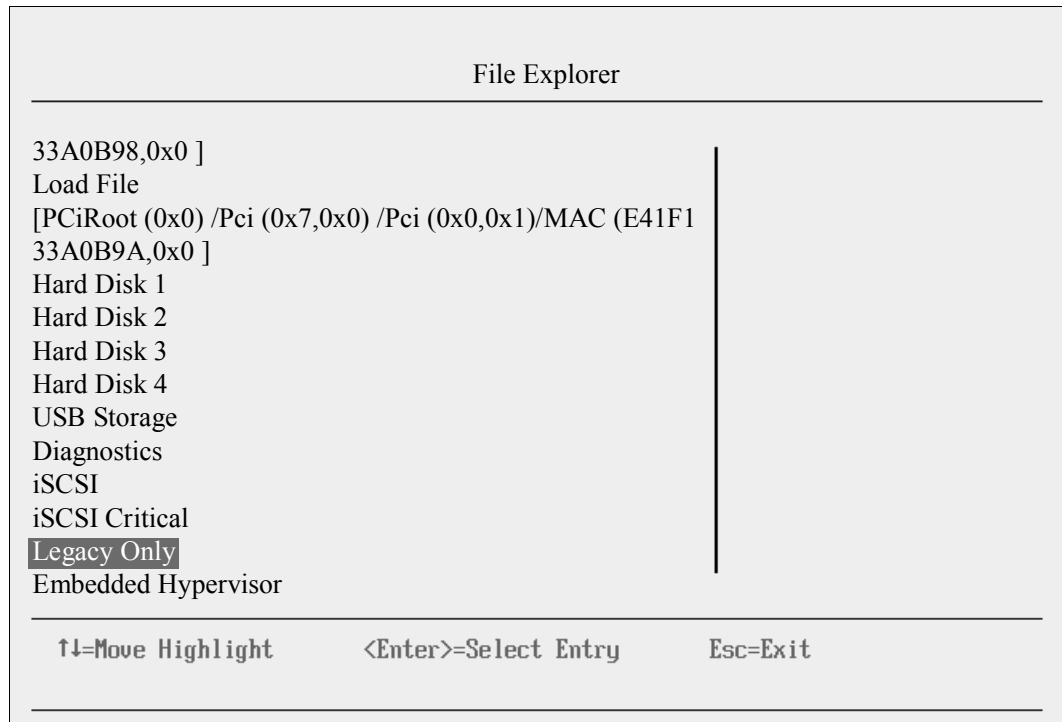 File Explorer
33A0B98,0x0 ]
Load File
[PCiRoot (0x0) /Pci (0x7,0x0) /Pci (0x0,0x1)/MAC (E41F1
33A0B9A,0x0 ]
Hard Disk 1
Hard Disk 2
Hard Disk 3
Hard Disk 4
USB Storage
Diagnostics
iSCSI
iSCSI Critical
Legacy Only
Embedded Hypervisor
↑↓=Move Highlight <Enter>=Select Entry Esc=Exit